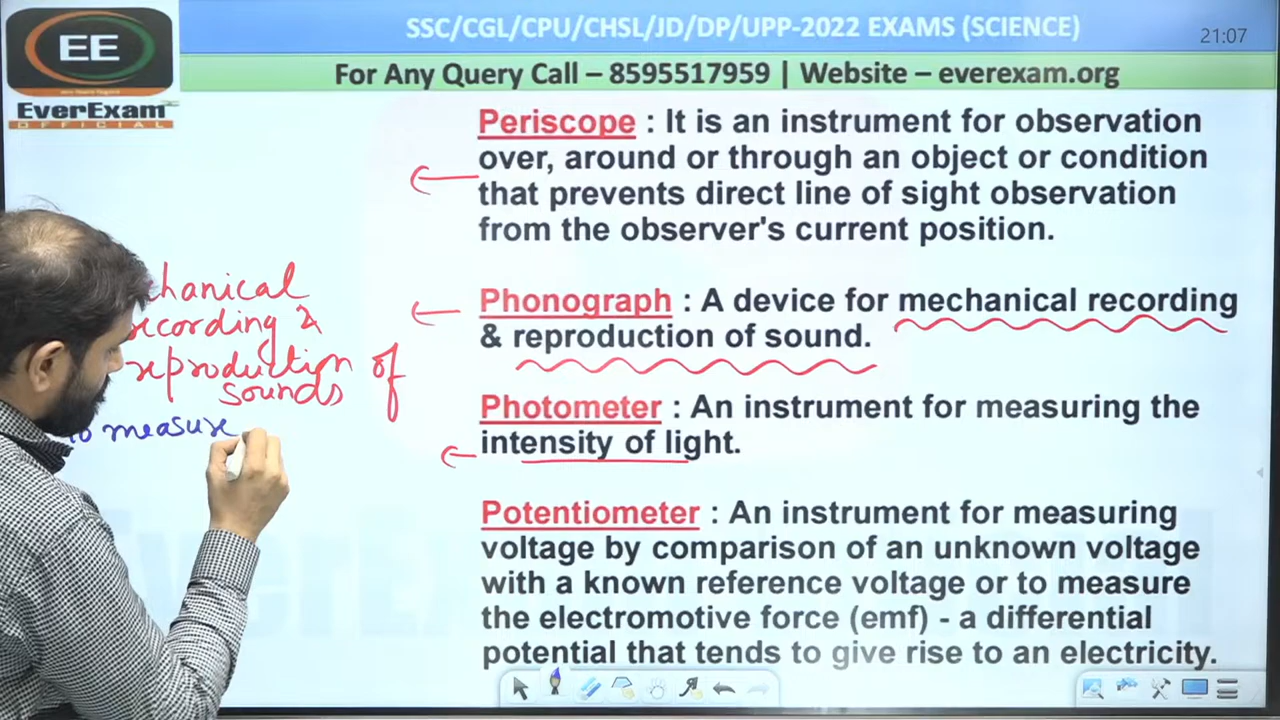 SSC/CGL/CPU/CHSL/JD/DP/UPP-2022 EXAMS (SCIENCE)
21:07
EE
For Any Query Call – 8595517959 | Website – everexam.org
EverExam
OFFICIAL
Periscope : It is an instrument for observation
over, around or through an object or condition
that prevents direct line of sight observation
from the observer's current position.
Phonograph : A device for mechanical recording
& reproduction of sound.
Photometer : An instrument for measuring the
intensity of light.
Potentiometer : An instrument for measuring
voltage by comparison of an unknown voltage
with a known reference voltage or to measure
the electromotive force (emf) - a differential
potential that tends to give rise to an electricity.
chanical
ecording &
reproduction of
sounds
to measure